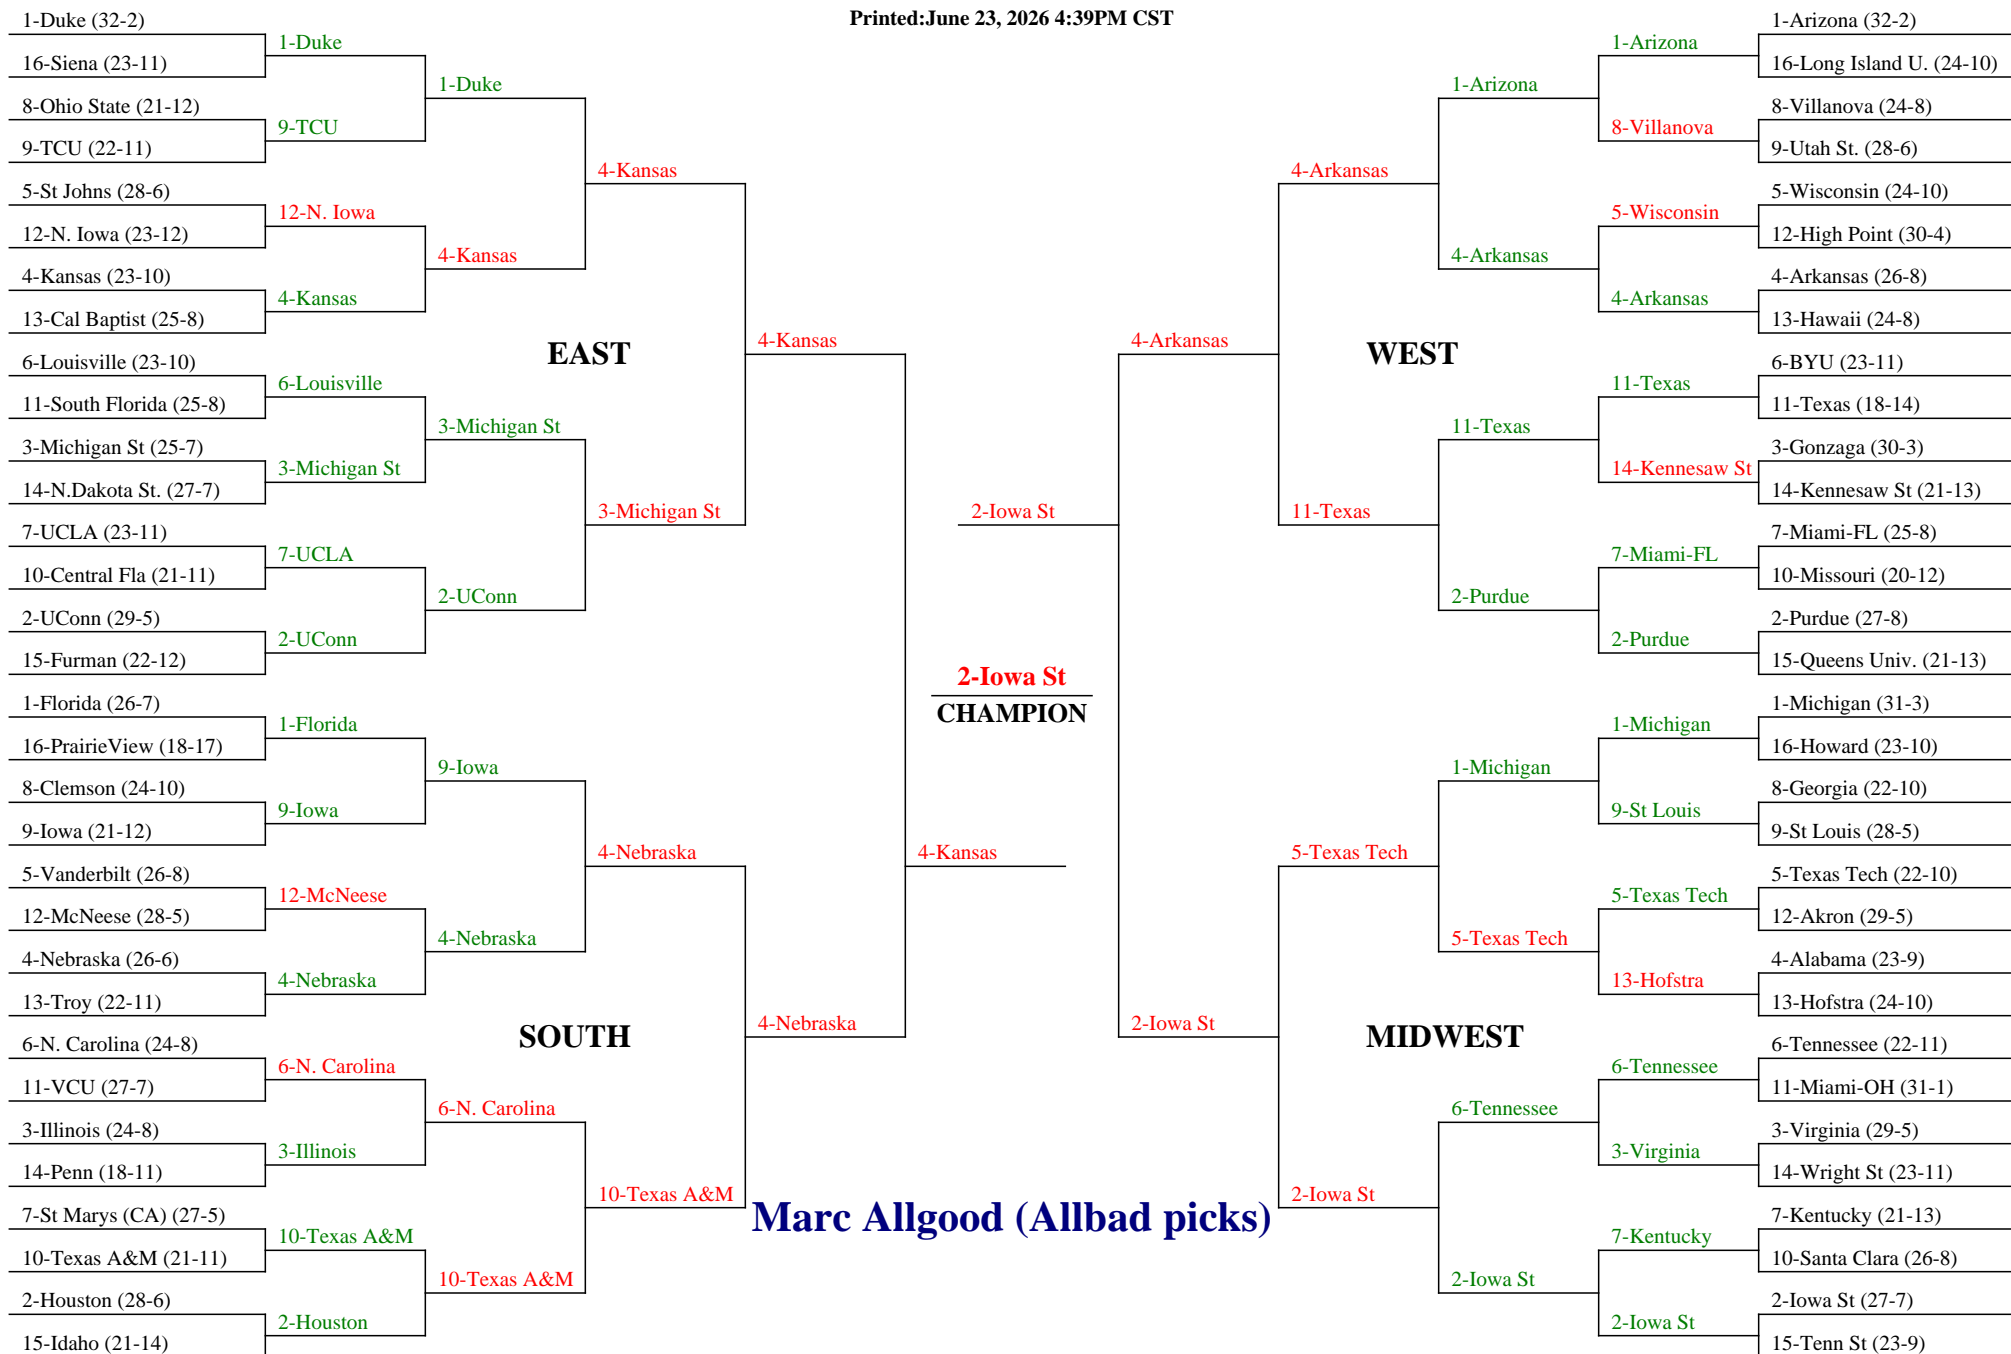 Printed:June 23, 2026 4:39PM CST
1-Duke (32-2)
16-Siena (23-11)
8-Ohio State (21-12)
9-TCU (22-11)
5-St Johns (28-6)
12-N. Iowa (23-12)
4-Kansas (23-10)
13-Cal Baptist (25-8)
6-Louisville (23-10)
11-South Florida (25-8)
3-Michigan St (25-7)
14-N.Dakota St. (27-7)
7-UCLA (23-11)
10-Central Fla (21-11)
2-UConn (29-5)
15-Furman (22-12)
1-Florida (26-7)
16-PrairieView (18-17)
8-Clemson (24-10)
9-Iowa (21-12)
5-Vanderbilt (26-8)
12-McNeese (28-5)
4-Nebraska (26-6)
13-Troy (22-11)
6-N. Carolina (24-8)
11-VCU (27-7)
3-Illinois (24-8)
14-Penn (18-11)
7-St Marys (CA) (27-5)
10-Texas A&M (21-11)
2-Houston (28-6)
15-Idaho (21-14)
1-Duke
9-TCU
12-N. Iowa
4-Kansas
6-Louisville
3-Michigan St
7-UCLA
2-UConn
1-Florida
9-Iowa
12-McNeese
4-Nebraska
6-N. Carolina
3-Illinois
10-Texas A&M
2-Houston
1-Duke
4-Kansas
3-Michigan St
2-UConn
9-Iowa
4-Nebraska
6-N. Carolina
10-Texas A&M
4-Kansas
3-Michigan St
4-Nebraska
10-Texas A&M
EAST
SOUTH
4-Kansas
4-Nebraska
4-Kansas
2-Iowa St
2-Iowa St
CHAMPION
Marc Allgood (Allbad picks)
4-Arkansas
2-Iowa St
WEST
MIDWEST
4-Arkansas
11-Texas
5-Texas Tech
2-Iowa St
1-Arizona
4-Arkansas
11-Texas
2-Purdue
1-Michigan
5-Texas Tech
6-Tennessee
2-Iowa St
1-Arizona
8-Villanova
5-Wisconsin
4-Arkansas
11-Texas
14-Kennesaw St
7-Miami-FL
2-Purdue
1-Michigan
9-St Louis
5-Texas Tech
13-Hofstra
6-Tennessee
3-Virginia
7-Kentucky
2-Iowa St
1-Arizona (32-2)
16-Long Island U. (24-10)
8-Villanova (24-8)
9-Utah St. (28-6)
5-Wisconsin (24-10)
12-High Point (30-4)
4-Arkansas (26-8)
13-Hawaii (24-8)
6-BYU (23-11)
11-Texas (18-14)
3-Gonzaga (30-3)
14-Kennesaw St (21-13)
7-Miami-FL (25-8)
10-Missouri (20-12)
2-Purdue (27-8)
15-Queens Univ. (21-13)
1-Michigan (31-3)
16-Howard (23-10)
8-Georgia (22-10)
9-St Louis (28-5)
5-Texas Tech (22-10)
12-Akron (29-5)
4-Alabama (23-9)
13-Hofstra (24-10)
6-Tennessee (22-11)
11-Miami-OH (31-1)
3-Virginia (29-5)
14-Wright St (23-11)
7-Kentucky (21-13)
10-Santa Clara (26-8)
2-Iowa St (27-7)
15-Tenn St (23-9)